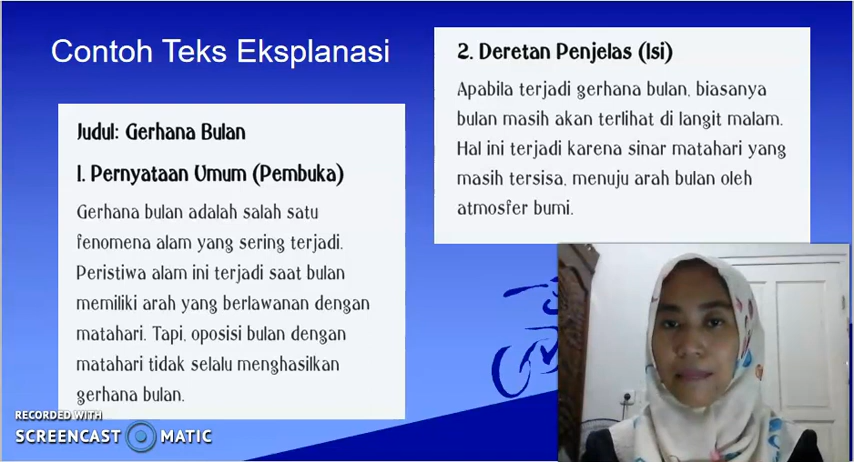 Contoh Teks Eksplanasi
Judul: Gerhana Bulan
1. Pernyataan Umum (Pembuka)
Gerhana bulan adalah salah satu
fenomena alam yang sering terjadi.
Peristiwa alam ini terjadi saat bulan
memiliki arah yang berlawanan dengan
matahari. Tapi, oposisi bulan dengan
matahari tidak selalu menghasilkan
gerhana bulan.
2. Deretan Penjelas (Isi)
Apabila terjadi gerhana bulan, biasanya
bulan masih akan terlihat di langit malam.
Hal ini terjadi karena sinar matahari yang
masih tersisa, menuju arah bulan oleh
atmosfer bumi.
RECORDED WITH
SCREENCAST MATIC